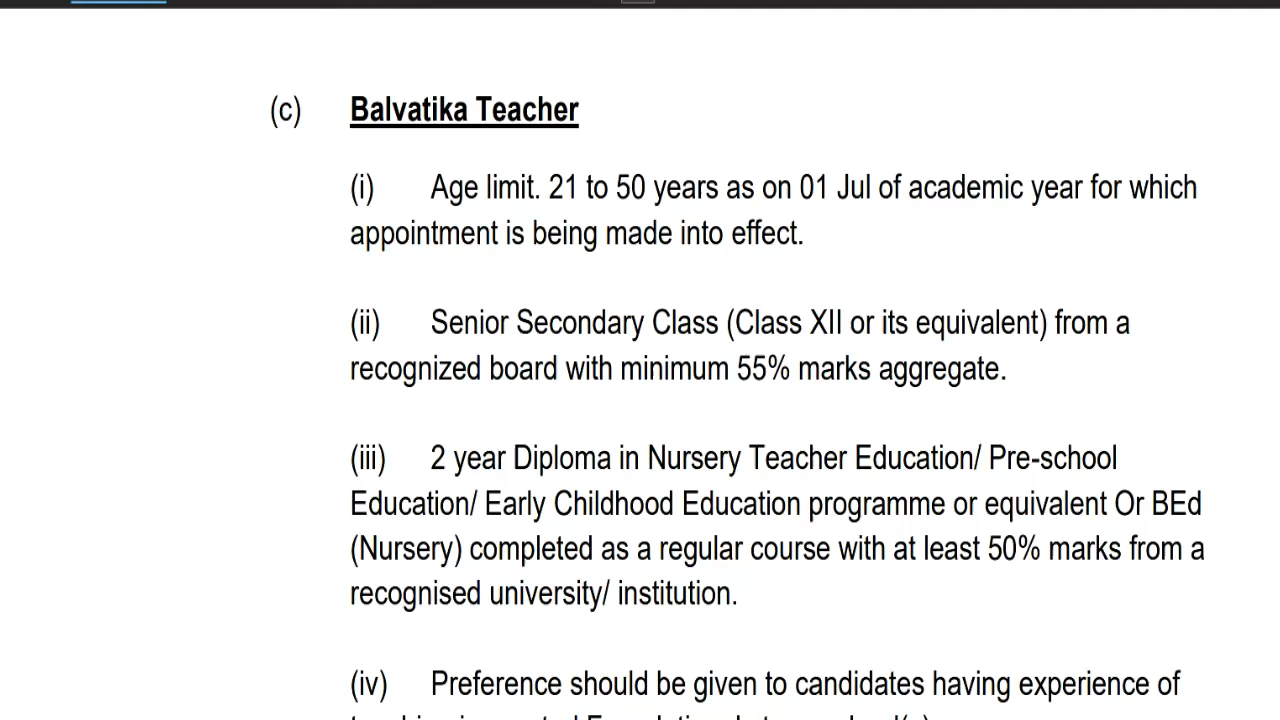 (c) Balvatika Teacher
(i) Age limit. 21 to 50 years as on 01 Jul of academic year for which
appointment is being made into effect.
(ii) Senior Secondary Class (Class XII or its equivalent) from a
recognized board with minimum 55% marks aggregate.
(iii) 2 year Diploma in Nursery Teacher Education/ Pre-school
Education/ Early Childhood Education programme or equivalent Or BEd
(Nursery) completed as a regular course with at least 50% marks from a
recognised university/ institution.
(iv) Preference should be given to candidates having experience of